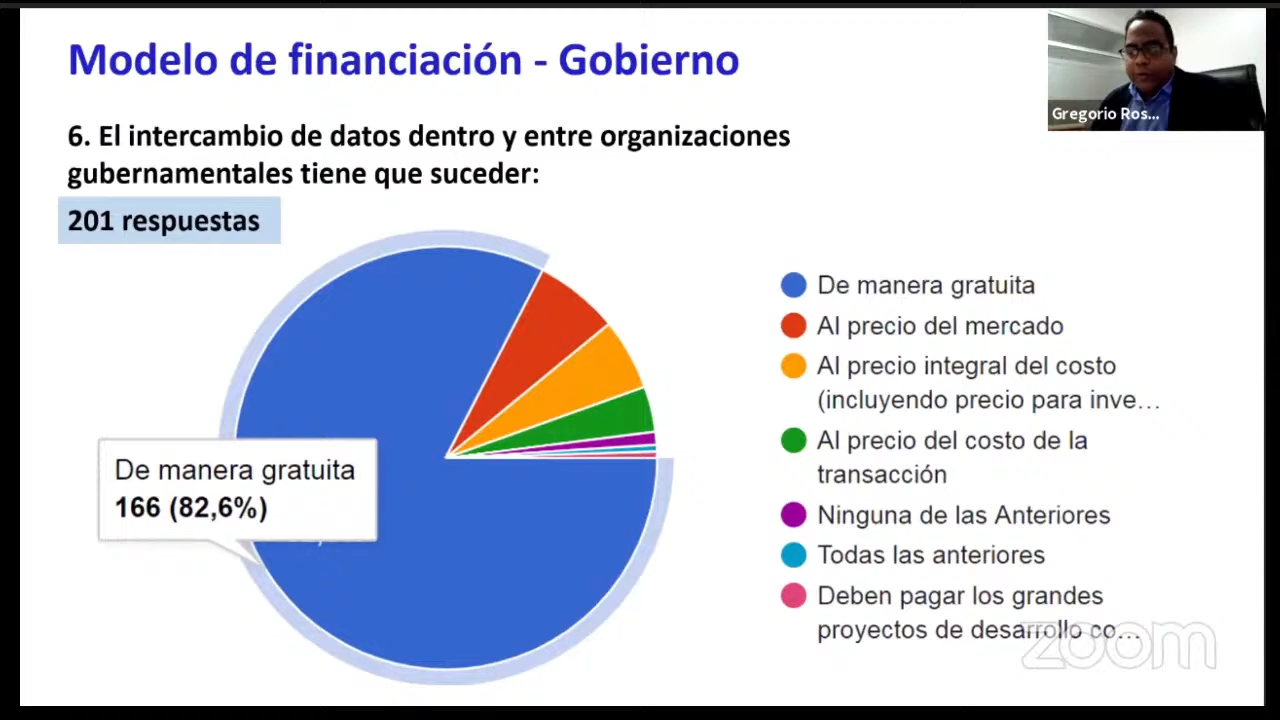 Modelo de financiación - Gobierno
Gregorio Ros...
6. El intercambio de datos dentro y entre organizaciones
gubernamentales tiene que suceder:
201 respuestas
De manera gratuita
166 (82,6%)
De manera gratuita
Al precio del mercado
Al precio integral del costo
(incluyendo precio para inve…
Al precio del costo de la
transacción
Ninguna de las Anteriores
Todas las anteriores
Deben pagar los grandes
proyectos de desarrollo co…
zoom